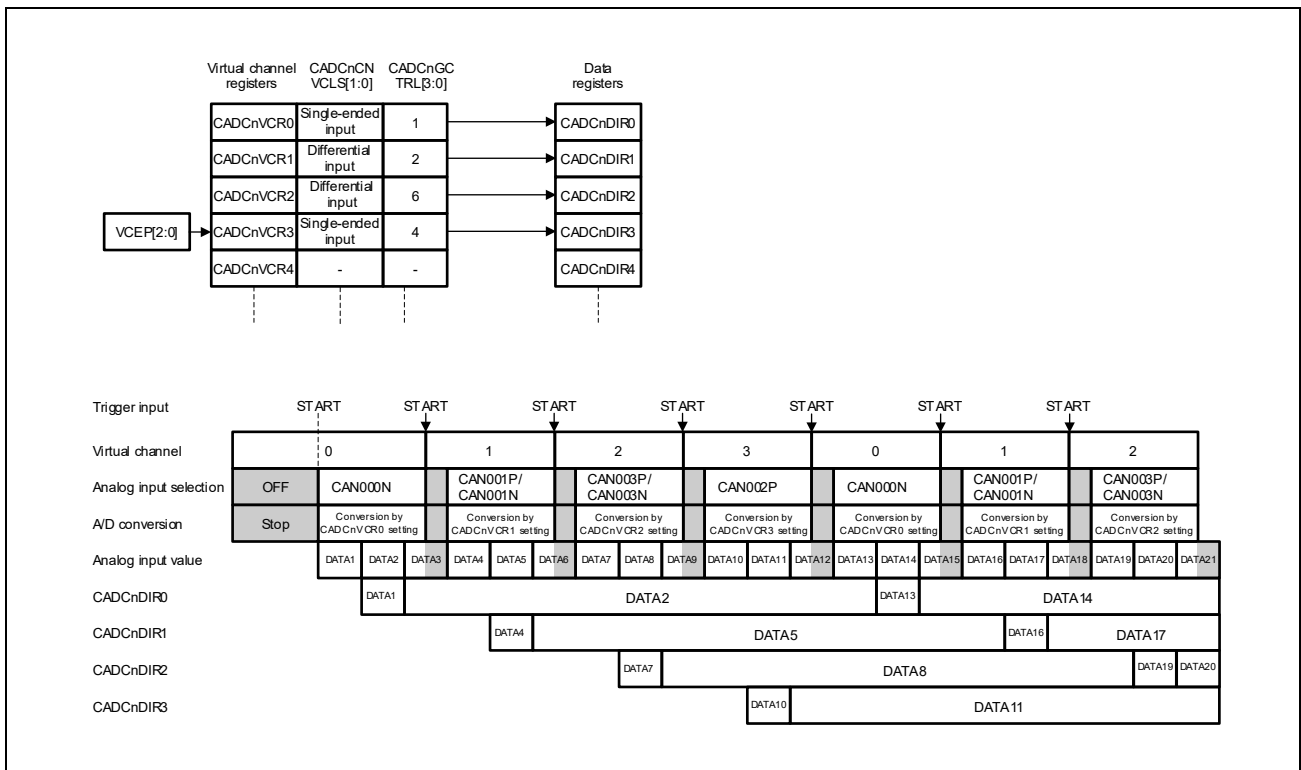 Virtual channel registers CADCnCN VCLS[1:0] CADCnGC TRL[3:0] Data registers
CADCnVCR0 Single-ended input 1 CADCnDIR0
CADCnVCR1 Differential input 2 CADCnDIR1
CADCnVCR2 Differential input 6 CADCnDIR2
VCEP[2:0] CADCnVCR3 Single-ended input 4 CADCnDIR3
CADCnVCR4 - - CADCnDIR4
Trigger input START START START START START START START
Virtual channel 0 1 2 3 0 1 2
Analog input selection OFF CAN000N CAN001P/ CAN001N CAN003P/ CAN003N CAN002P CAN000N CAN001P/ CAN001N CAN003P/ CAN003N
A/D conversion Stop Conversion by CADCnVCR0 setting Conversion by CADCnVCR1 setting Conversion by CADCnVCR2 setting Conversion by CADCnVCR3 setting Conversion by CADCnVCR0 setting Conversion by CADCnVCR1 setting Conversion by CADCnVCR2 setting
Analog input value DATA1 DATA2 DATA3 DATA4 DATA5 DATA6 DATA7 DATA8 DATA9 DATA10 DATA11 DATA12 DATA13 DATA14 DATA15 DATA16 DATA17 DATA18 DATA19 DATA20 DATA21
CADCnDIR0 DATA1 DATA2 DATA13 DATA14
CADCnDIR1 DATA4 DATA5 DATA16 DATA17
CADCnDIR2 DATA7 DATA8 DATA19 DATA20
CADCnDIR3 DATA10 DATA11